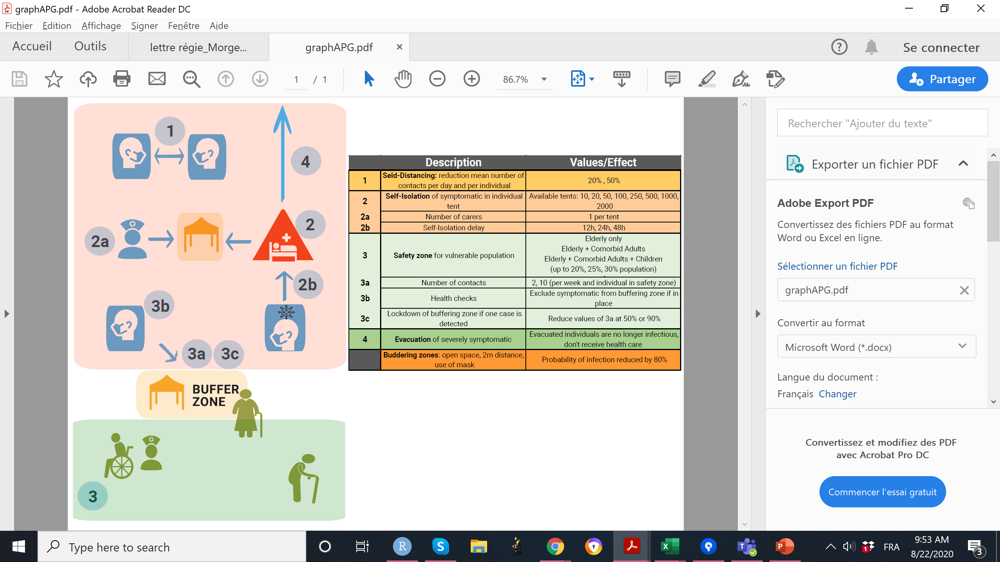 graphAPG.pdf - Adobe Acrobat Reader DC
Fichier Edition Affichage Signer Fenêtre Aide
Accueil Outils lettre régie_Morge... graphAPG.pdf Se connecter
1 / 1 86.7% Partager
1
4
2a
2
2b
3b
3a 3c
BUFFER
ZONE
3
Description Values/Effect
1 Seld-Distancing: reduction mean number of
contacts per day and per individual
20% , 50%
2 Self-Isolation of symptomatic in individual
tent
Available tents: 10, 20, 50, 100, 250, 500, 1000,
2000
2a Number of carers 1 per tent
2b Self-Isolation delay 12h, 24h, 48h
3 Safety zone for vulnerable population
Elderly only
Elderly + Comorbid Adults
Elderly + Comorbid Adults + Children
(up to 20%, 25%, 30% population)
3a Number of contacts 2, 10 (per week and individual in safety zone)
3b Health checks
Exclude symptomatic from buffering zone if in
place
3c Lockdown of buffering zone if one case is
detected
Reduce values of 3a at 50% or 90%
4 Evacuation of severely symptomatic
Evacuated individuals are no longer infectious,
don't receive health care
Buddering zones: open space, 2m distance,
use of mask
Probability of infection reduced by 80%
Rechercher "Ajouter du texte"
Exporter un fichier PDF
Adobe Export PDF
Convertissez des fichiers PDF au format
Word ou Excel en ligne.
Sélectionner un fichier PDF
graphAPG.pdf
Convertir au format
Microsoft Word (*.docx)
Langue du document :
Français Changer
Convertissez et modifiez des PDF
avec Acrobat Pro DC
Commencer l'essai gratuit
Type here to search
R
S
X
T
P
1
FRA
9:53 AM
8/22/2020
3